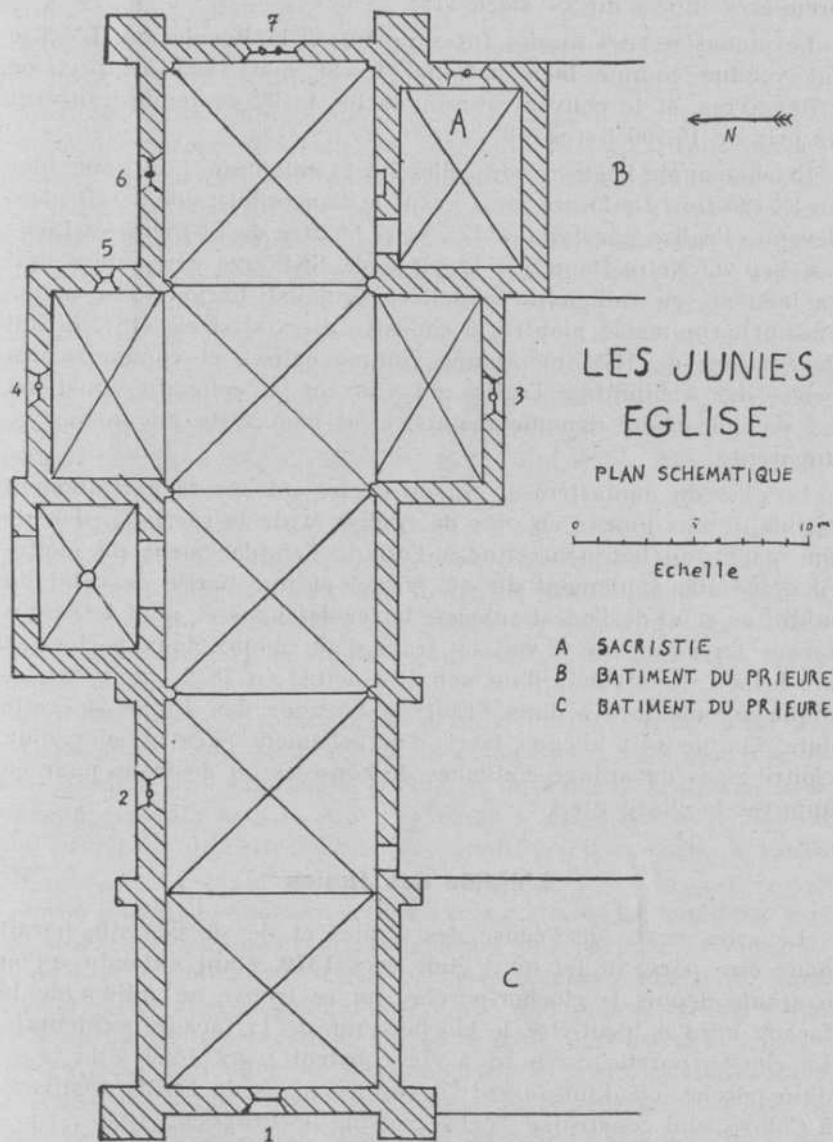 7
A
N
B
6
5
4
3
LES JUNIES
EGLISE
PLAN SCHEMATIQUE
5 10 m
Echelle
A SACRISTIE
B BATIMENT DU PRIEURE
C BATIMENT DU PRIEURE
2
C
1